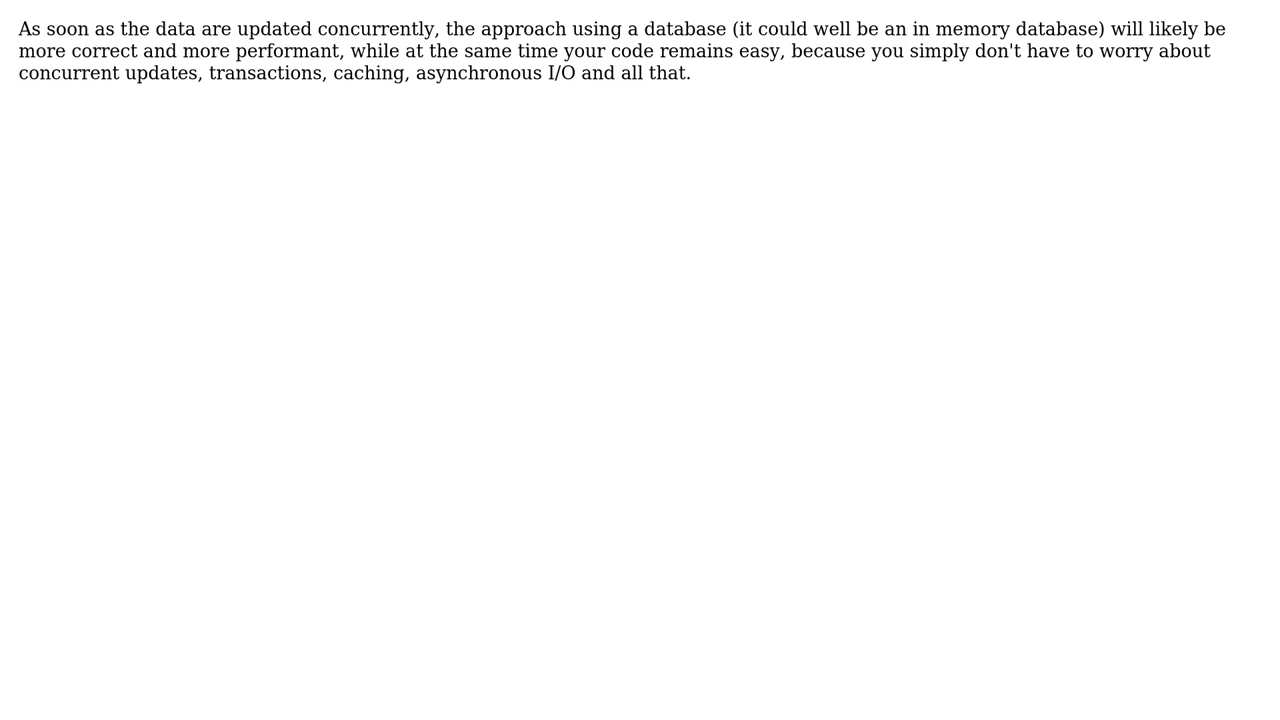 As soon as the data are updated concurrently, the approach using a database (it could well be an in memory database) will likely be
more correct and more performant, while at the same time your code remains easy, because you simply don't have to worry about
concurrent updates, transactions, caching, asynchronous I/O and all that.